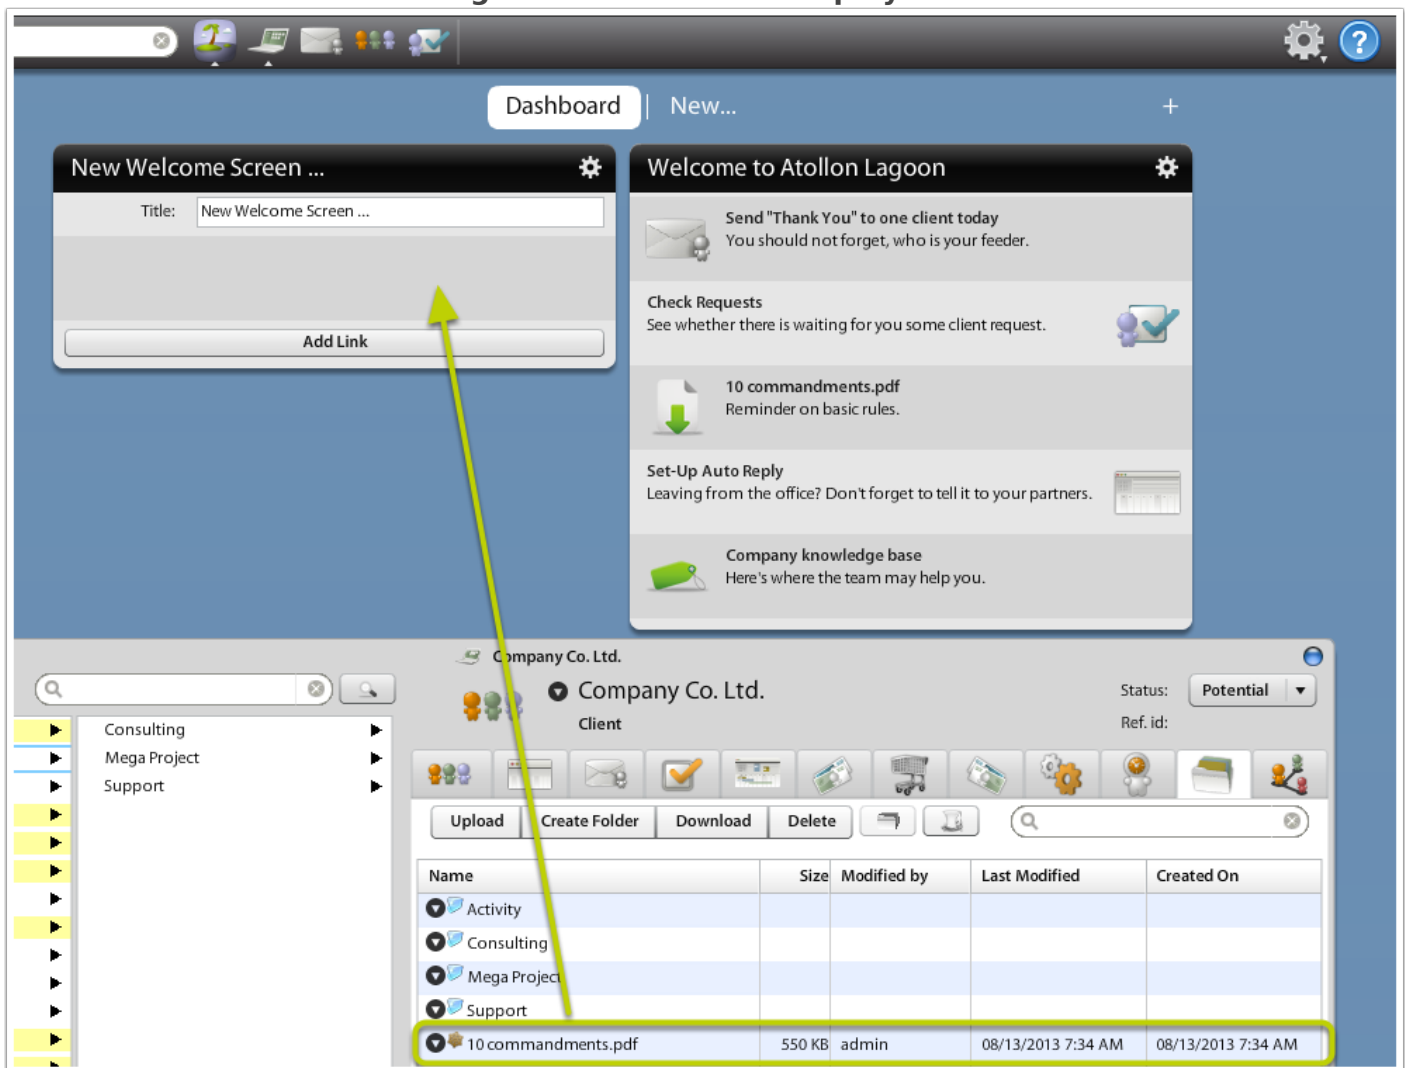 Dashboard
New...
+
New Welcome Screen ...
Title:
New Welcome Screen ...
Add Link
Welcome to Atollon Lagoon
Send "Thank You" to one client today
You should not forget, who is your feeder.
Check Requests
See whether there is waiting for you some client request.
10 commandments.pdf
Reminder on basic rules.
Set-Up Auto Reply
Leaving from the office? Don't forget to tell it to your partners.
Company knowledge base
Here's where the team may help you.
Consulting
Mega Project
Support
Company Co. Ltd.
Company Co. Ltd.
Client
Status: Potential
Ref. id:
Upload Create Folder Download Delete
Name Size Modified by Last Modified Created On
Activity
Consulting
Mega Project
Support
10 commandments.pdf 550 KB admin 08/13/2013 7:34 AM 08/13/2013 7:34 AM